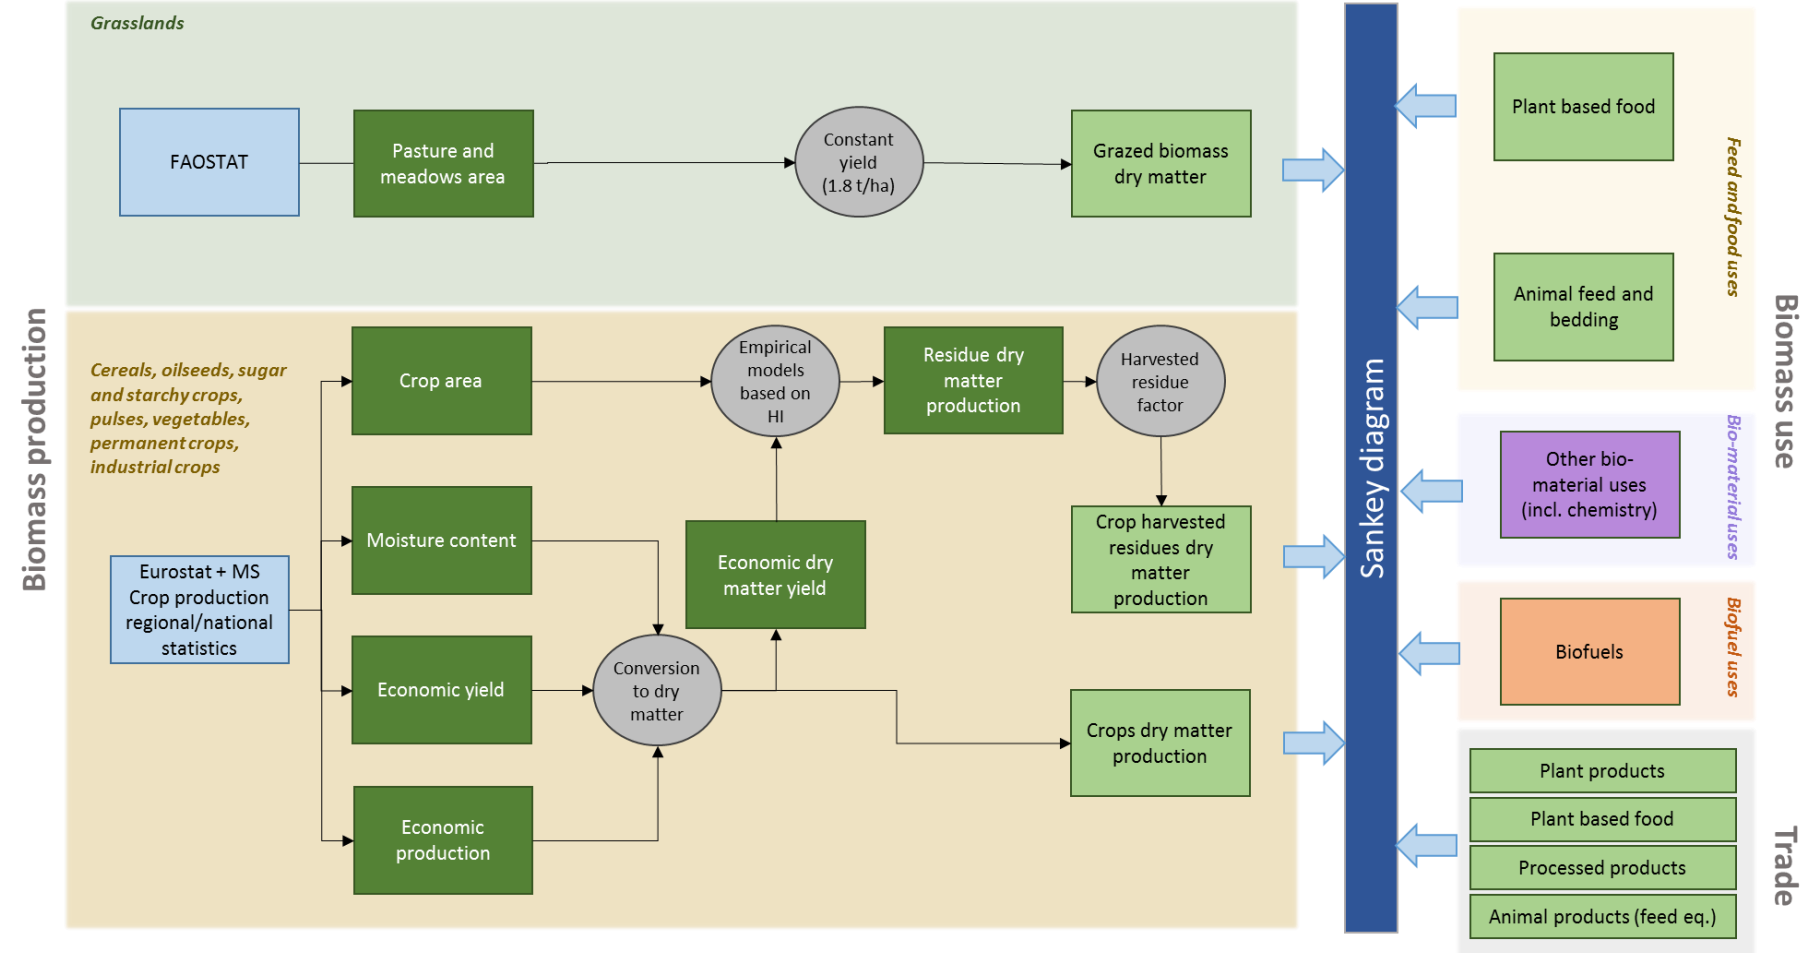 Grasslands
FAOSTAT
Pasture and
meadows area
Constant
yield
(1.8 t/ha)
Grazed biomass
dry matter
Biomass production
Cereals, oilseeds, sugar
and starchy crops,
pulses, vegetables,
permanent crops,
industrial crops
Eurostat + MS
Crop production
regional/national
statistics
Crop area
Moisture content
Economic yield
Economic
production
Conversion
to dry
matter
Economic dry
matter yield
Empirical
models
based on
HI
Residue dry
matter
production
Harvested
residue
factor
Crop harvested
residues dry
matter
production
Crops dry matter
production
Sankey diagram
Plant based food
Animal feed and
bedding
Feed and food uses
Other bio-
material uses
(incl. chemistry)
Bio-material uses
Biofuels
Biofuel uses
Biomass use
Plant products
Plant based food
Processed products
Animal products (feed eq.)
Trade